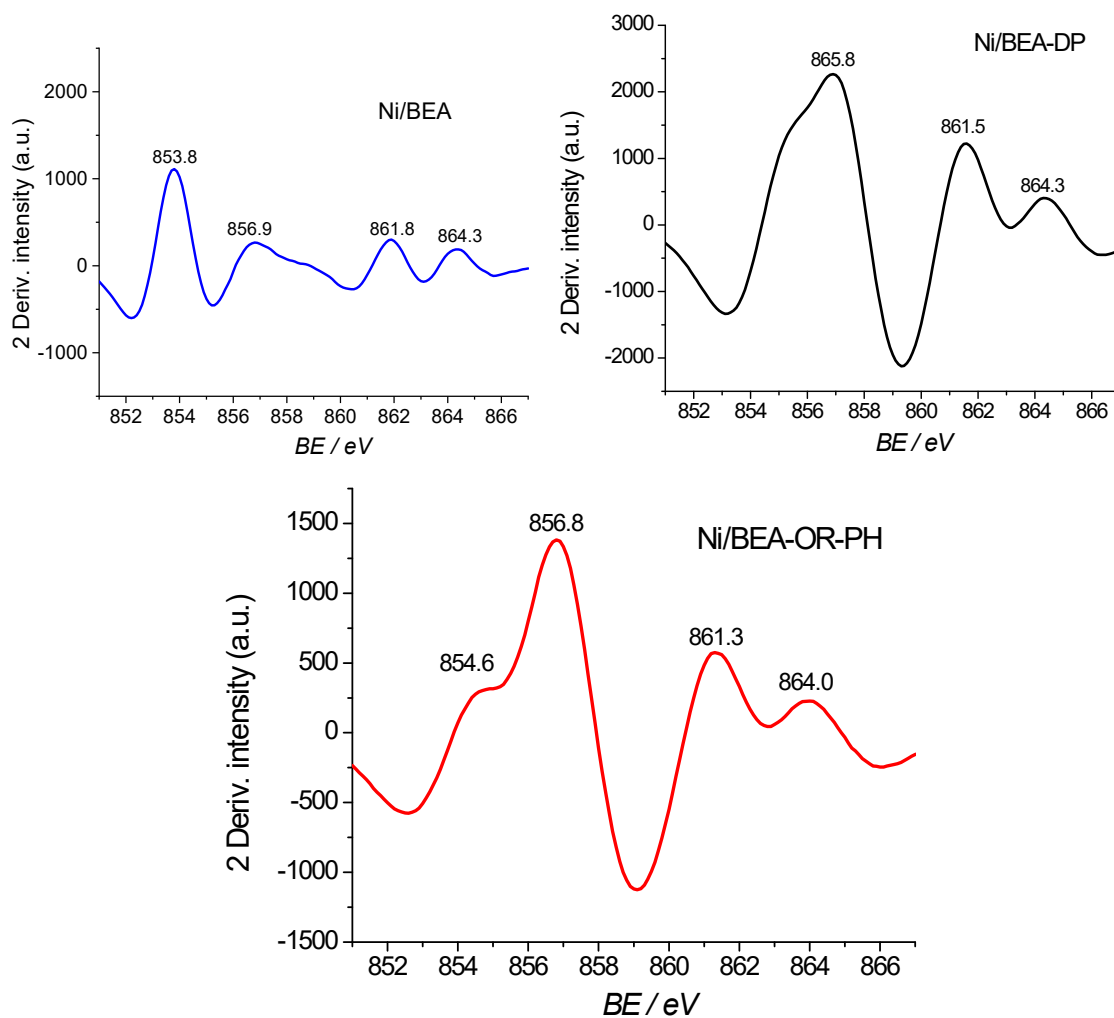 Ni/BEA
853.8
856.9
861.8
864.3
2000
1000
0
-1000
2 Deriv. intensity (a.u.)
852 854 856 858 860 862 864 866
BE / eV
Ni/BEA-DP
865.8
861.5
864.3
3000
2000
1000
0
-1000
-2000
2 Deriv. intensity (a.u.)
852 854 856 858 860 862 864 866
BE / eV
Ni/BEA-OR-PH
856.8
854.6
861.3
864.0
1500
1000
500
0
-500
-1000
-1500
2 Deriv. intensity (a.u.)
852 854 856 858 860 862 864 866
BE / eV